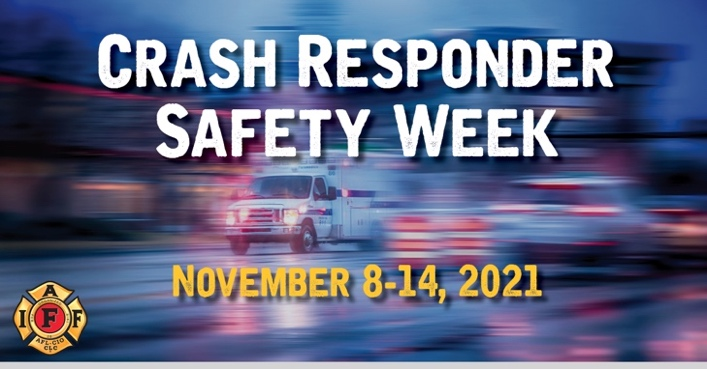 CRASH RESPONDER
SAFETY WEEK
NOVEMBER 8-14, 2021
A
I F F
AFL-CIO
CLC